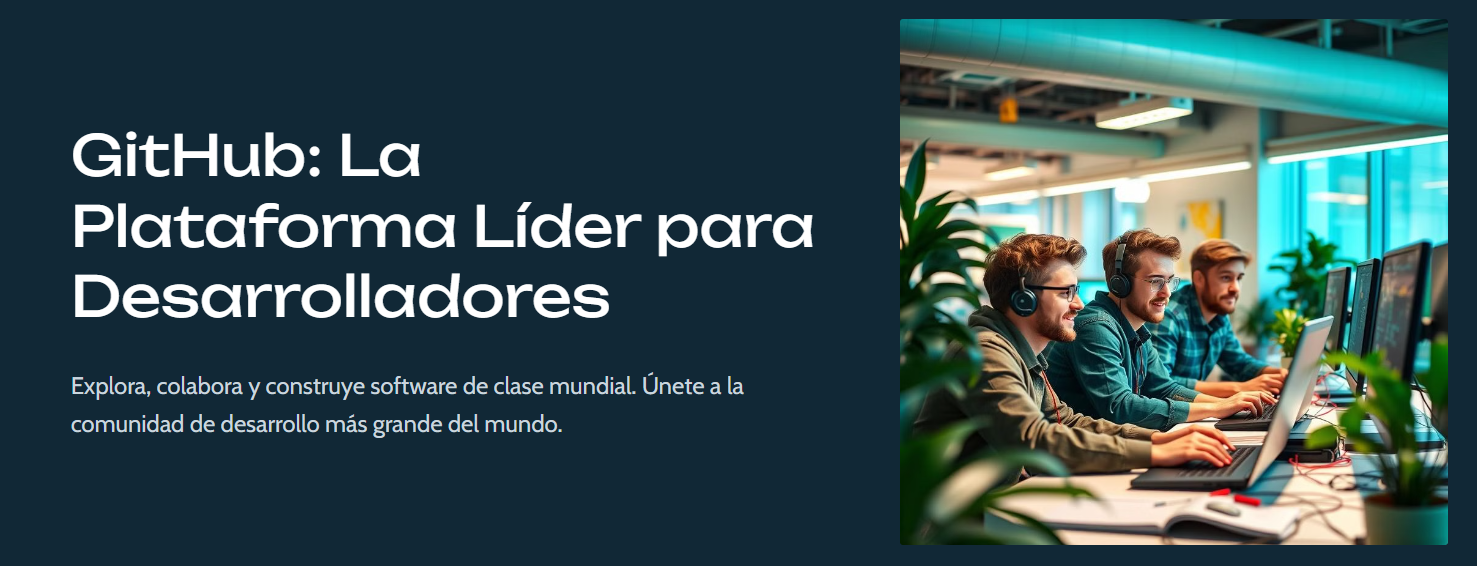 GitHub: La
Plataforma Líder para
Desarrolladores
Explora, colabora y construye software de clase mundial. Únete a la
comunidad de desarrollo más grande del mundo.